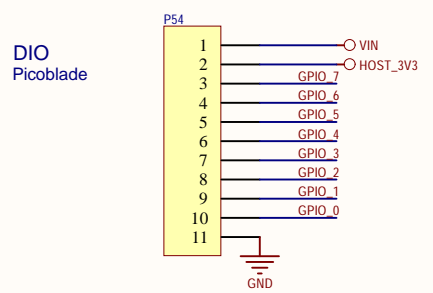 P54
DIO
Picoblade
1 VIN
2 HOST_3V3
3 GPIO_7
4 GPIO_6
5 GPIO_5
6 GPIO_4
7 GPIO_3
8 GPIO_2
9 GPIO_1
10 GPIO_0
11
GND